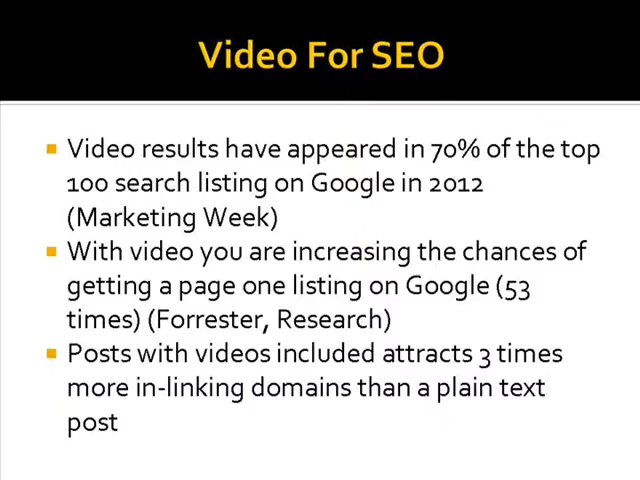 Video For SEO
Video results have appeared in 70% of the top
100 search listing on Google in 2012
(Marketing Week)
With video you are increasing the chances of
getting a page one listing on Google (53
times) (Forrester, Research)
Posts with videos included attracts 3 times
more in-linking domains than a plain text
post